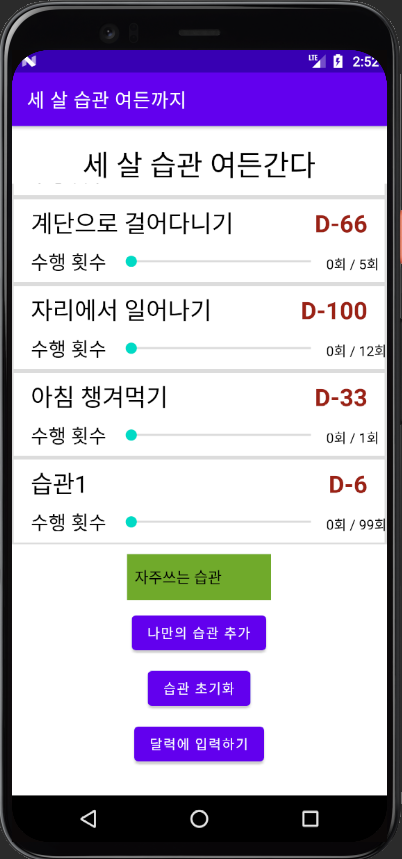 LTE 2:52
세 살 습관 여든까지
세 살 습관 여든간다
계단으로 걸어다니기 D-66
수행 횟수 0회 / 5회
자리에서 일어나기 D-100
수행 횟수 0회 / 12회
아침 챙겨먹기 D-33
수행 횟수 0회 / 1회
습관1 D-6
수행 횟수 0회 / 99회
자주쓰는 습관
나만의 습관 추가
습관 초기화
달력에 입력하기